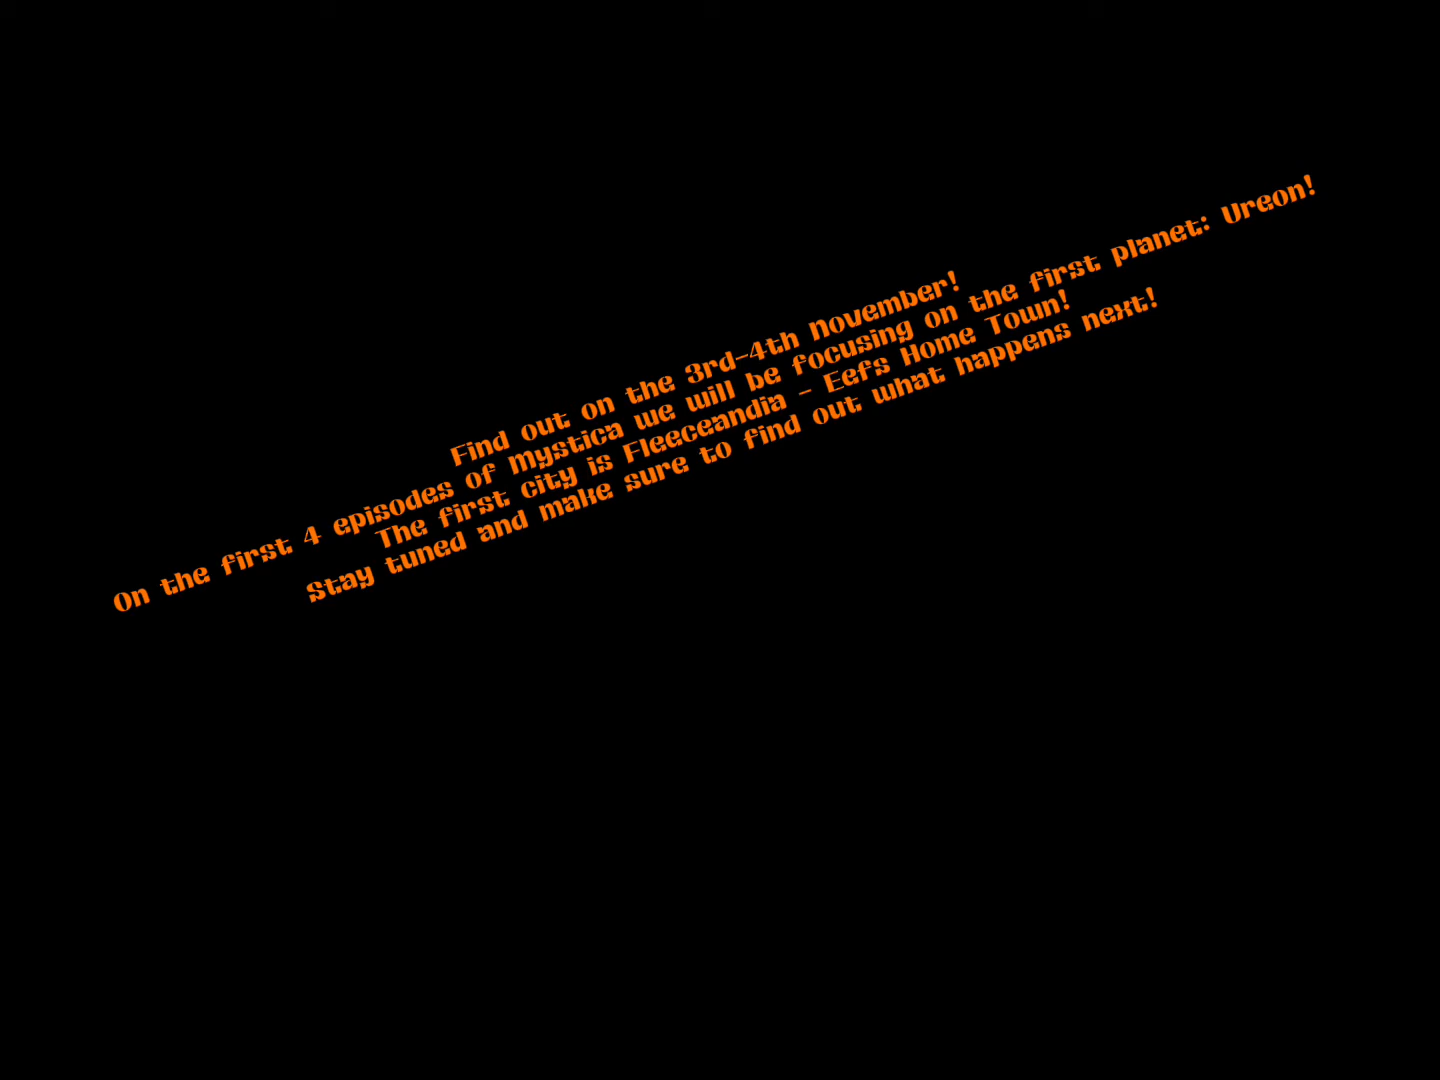 Find out on the 3rd-4th November!
On the first 4 episodes of Mystica we will be focusing on the first planet: Ureon!
The first city is Fleeceandia - Eefs Home Town!
Stay tuned and make sure to find out what happens next!